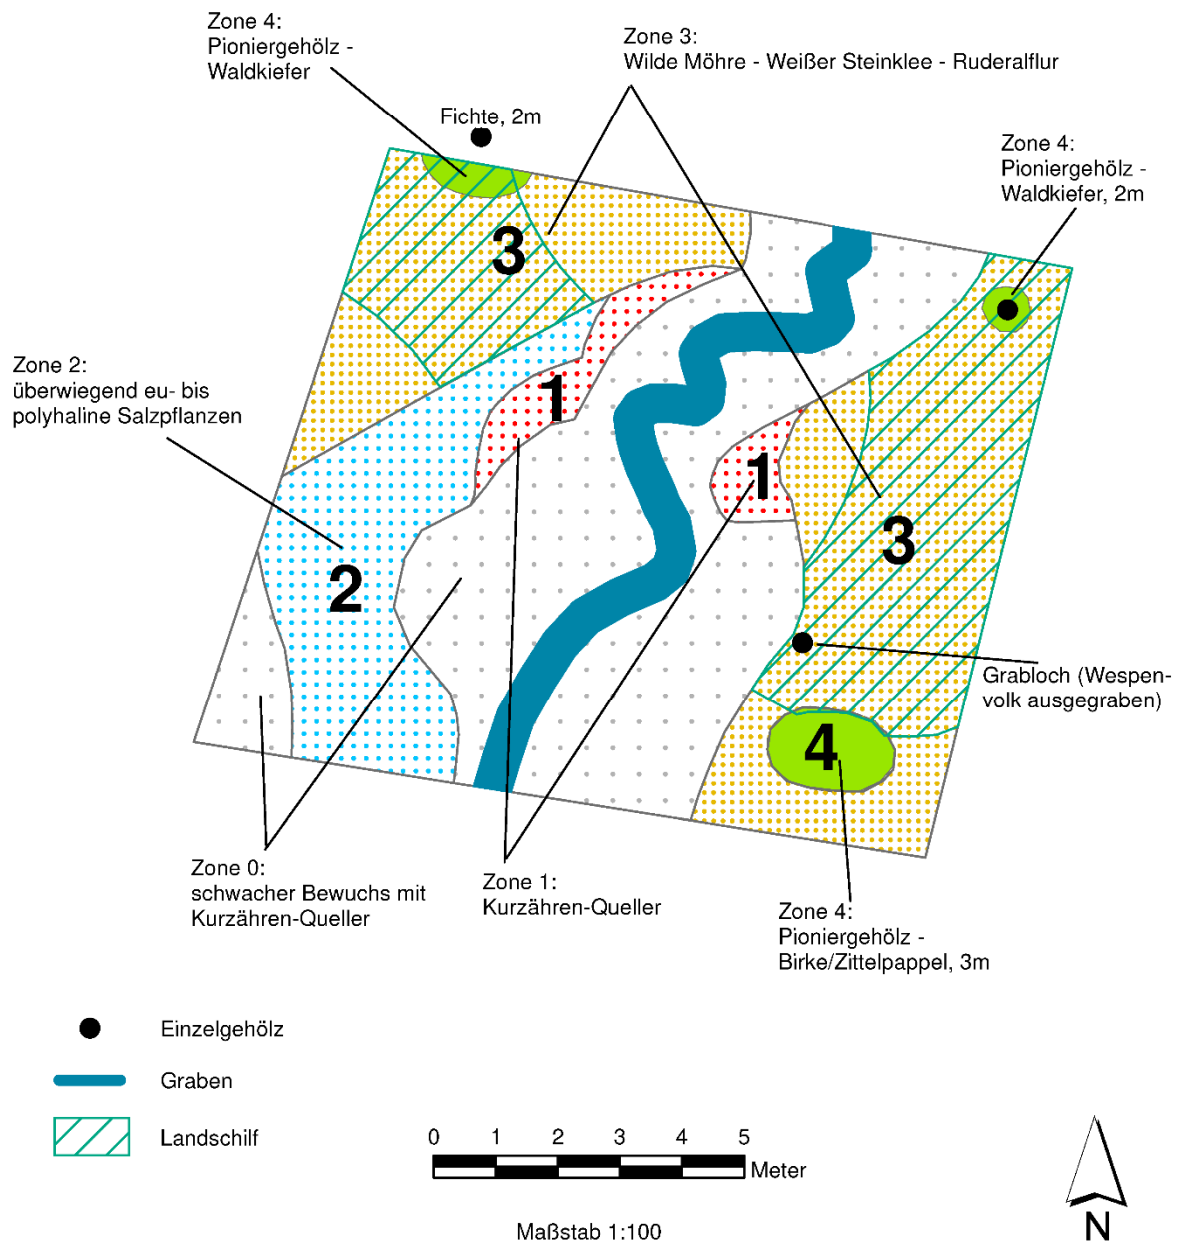 Zone 4:
Pioniergehölz -
Waldkiefer
Zone 3:
Wilde Möhre - Weißer Steinklee - Ruderalflur
Fichte, 2m
Zone 4:
Pioniergehölz -
Waldkiefer, 2m
3
Zone 2:
überwiegend eu- bis
polyhaline Salzpflanzen
1
1
3
2
Grabloch (Wespen-
volk ausgegraben)
4
Zone 0:
schwacher Bewuchs mit
Kurzähren-Queller
Zone 1:
Kurzähren-Queller
Zone 4:
Pioniergehölz -
Birke/Zittelpappel, 3m
Einzelgehölz
Graben
Landschilf
0 1 2 3 4 5
Meter
Maßstab 1:100
N